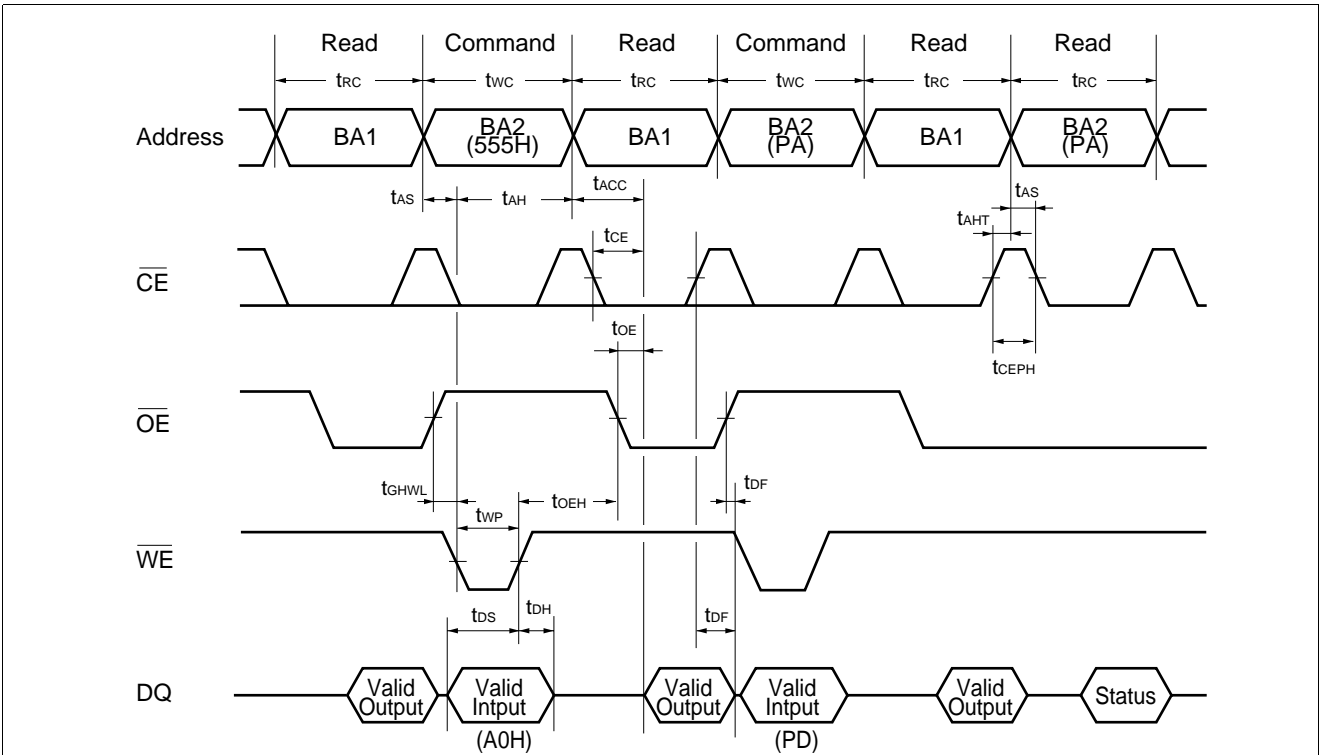 Read Command Read Command Read Read
tRC tWC tRC tWC tRC tRC
Address BA1 BA2 (555H) BA1 BA2 (PA) BA1 BA2 (PA)
tAS tAH tACC tAS
tAHT
tCE
CE
tOE
tCEPH
OE
tGHWL tOEH tDF
tWP
WE
tDS tDH tDF
DQ Valid Output Valid Intput Valid Output Valid Intput Valid Output Status
(A0H) (PD)